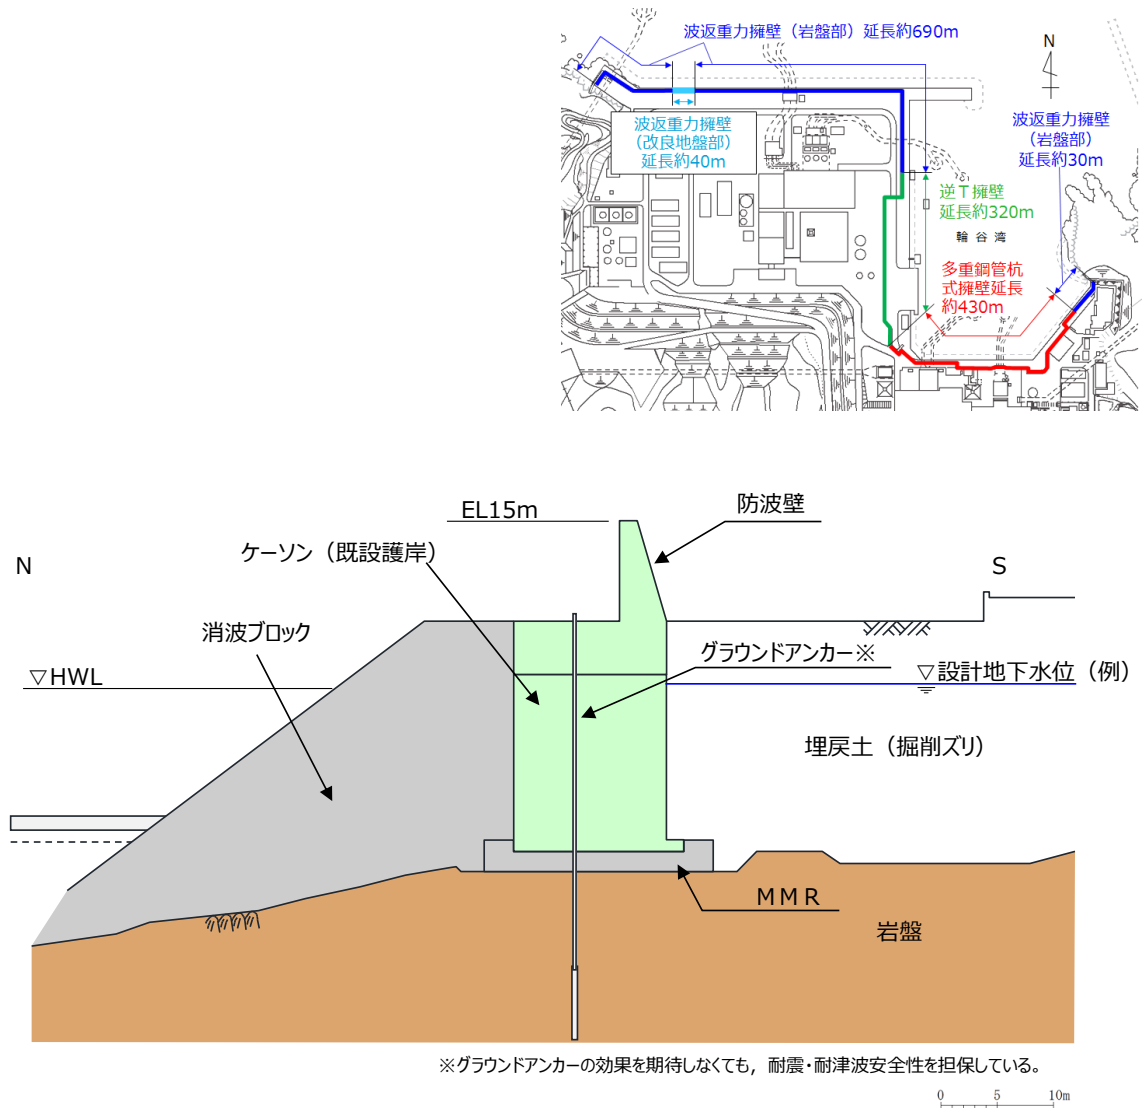 波返重力擁壁（岩盤部）延長約690m
N
波返重力擁壁
（改良地盤部）
延長約40m
波返重力擁壁
（岩盤部）
延長約30m
逆Ｔ擁壁
延長約320m
輪谷湾
多重鋼管杭
式擁壁延長
約430m
EL15m
防波壁
ケーソン（既設護岸）
N
S
消波ブロック
グラウンドアンカー※
▽HWL
▽設計地下水位（例）
埋戻土（掘削ズリ）
ＭＭＲ
岩盤
※グラウンドアンカーの効果を期待しなくても，耐震・耐津波安全性を担保している。
0 5 10m